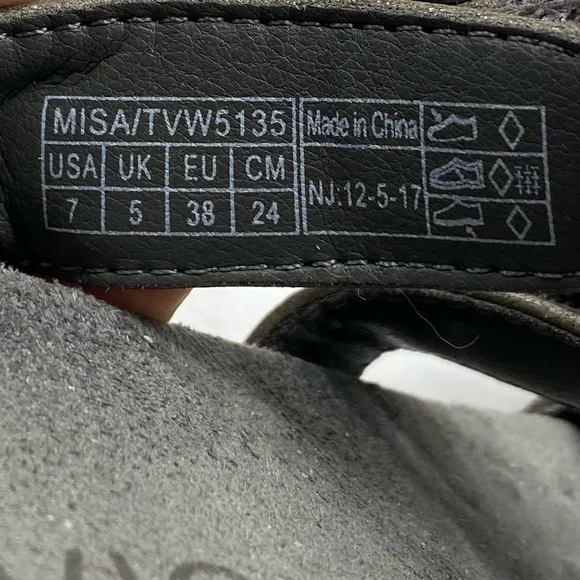 MISA/TVW5135
USA UK EU CM
7 5 38 24
Made in China
NJ:12-5-17